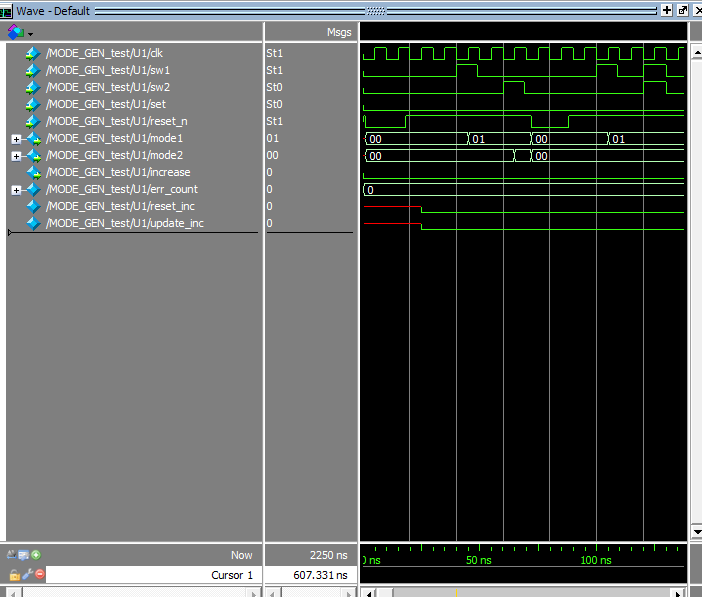 Wave - Default
Msgs
/MODE_GEN_test/U1/clk St1
/MODE_GEN_test/U1/sw1 St1
/MODE_GEN_test/U1/sw2 St0
/MODE_GEN_test/U1/set St0
/MODE_GEN_test/U1/reset_n St1
/MODE_GEN_test/U1/mode1 01 00 01 00 01
/MODE_GEN_test/U1/mode2 00 00 00
/MODE_GEN_test/U1/increase 0
/MODE_GEN_test/U1/err_count 0 0
/MODE_GEN_test/U1/reset_inc 0
/MODE_GEN_test/U1/update_inc 0
Now 2250 ns ns 50 ns 100 ns
Cursor 1 607.331 ns